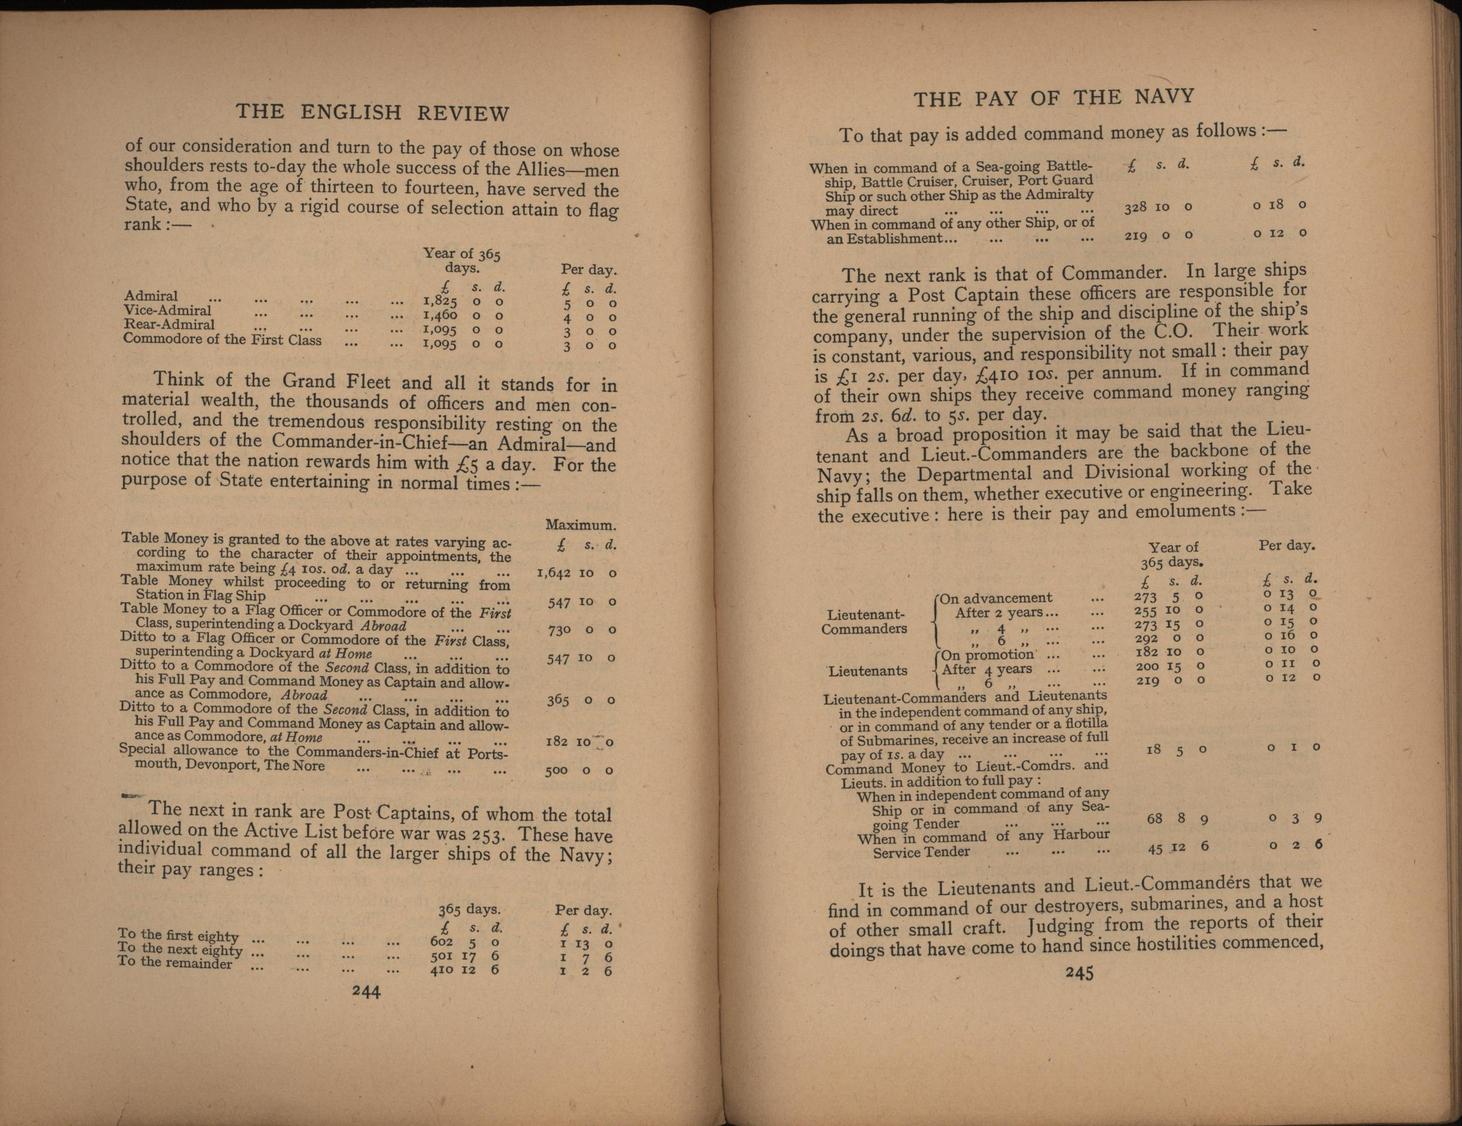 THE ENGLISH REVIEW
of our consideration and turn to the pay of those on whose
shoulders rests to-day the whole success of the Allies—men
who, from the age of thirteen to fourteen, have served the
State, and who by a rigid course of selection attain to flag
rank :—
Year of 365
days. Per day.
£ s. d. £ s. d.
Admiral ... ... ... ... ... 1,825 0 0 5 0 0
Vice-Admiral ... ... ... ... 1,460 0 0 4 0 0
Rear-Admiral ... ... ... ... 1,095 0 0 3 0 0
Commodore of the First Class ... ... 1,095 0 0 3 0 0
Think of the Grand Fleet and all it stands for in
material wealth, the thousands of officers and men con-
trolled, and the tremendous responsibility resting on the
shoulders of the Commander-in-Chief—an Admiral—and
notice that the nation rewards him with £5 a day. For the
purpose of State entertaining in normal times :—
Maximum.
£ s. d.
Table Money is granted to the above at rates varying ac-
cording to the character of their appointments, the
maximum rate being £4 10s. 0d. a day ... ... ... 1,642 10 0
Table Money whilst proceeding to or returning from
Station in Flag Ship ... ... ... ... ... 547 10 0
Table Money to a Flag Officer or Commodore of the First
Class, superintending a Dockyard Abroad ... ... 730 0 0
Ditto to a Flag Officer or Commodore of the First Class,
superintending a Dockyard at Home ... ... ... 547 10 0
Ditto to a Commodore of the Second Class, in addition to
his Full Pay and Command Money as Captain and allow-
ance as Commodore, Abroad ... ... ... ... 365 0 0
Ditto to a Commodore of the Second Class, in addition to
his Full Pay and Command Money as Captain and allow-
ance as Commodore, at Home ... ... ... ... 182 10 0
Special allowance to the Commanders-in-Chief at Ports-
mouth, Devonport, The Nore ... ... ... ... 500 0 0
The next in rank are Post Captains, of whom the total
allowed on the Active List before war was 253. These have
individual command of all the larger ships of the Navy;
their pay ranges :
365 days. Per day.
£ s. d. £ s. d.
To the first eighty ... ... ... ... 602 5 0 1 13 0
To the next eighty ... ... ... ... 501 17 6 1 7 6
To the remainder ... ... ... ... 410 12 6 1 2 6
244
THE PAY OF THE NAVY
To that pay is added command money as follows :—
When in command of a Sea-going Battle- £ s. d. £ s. d.
ship, Battle Cruiser, Cruiser, Port Guard
Ship or such other Ship as the Admiralty
may direct ... ... ... ... 328 10 0 0 18 0
When in command of any other Ship, or of
an Establishment... ... ... ... 219 0 0 0 12 0
The next rank is that of Commander. In large ships
carrying a Post Captain these officers are responsible for
the general running of the ship and discipline of the ship's
company, under the supervision of the C.O. Their work
is constant, various, and responsibility not small : their pay
is £1 2s. per day, £410 10s. per annum. If in command
of their own ships they receive command money ranging
from 2s. 6d. to 5s. per day.
As a broad proposition it may be said that the Lieu-
tenant and Lieut.-Commanders are the backbone of the
Navy; the Departmental and Divisional working of the
ship falls on them, whether executive or engineering. Take
the executive : here is their pay and emoluments :—
Year of Per day.
365 days.
£ s. d. £ s. d.
On advancement ... 273 5 0 0 13 0
Lieutenant- After 2 years... ... 255 10 0 0 14 0
Commanders „ 4 „ ... ... 273 15 0 0 15 0
„ 6 „ ... ... 292 0 0 0 16 0
On promotion ... ... 182 10 0 0 10 0
Lieutenants After 4 years ... ... 200 15 0 0 11 0
„ 6 „ ... ... 219 0 0 0 12 0
Lieutenant-Commanders and Lieutenants
in the independent command of any ship,
or in command of any tender or a flotilla
of Submarines, receive an increase of full
pay of 1s. a day ... ... ... ... 18 5 0 0 1 0
Command Money to Lieut.-Comdrs. and
Lieuts. in addition to full pay :
When in independent command of any
Ship or in command of any Sea-
going Tender ... ... ... 68 8 9 0 3 9
When in command of any Harbour
Service Tender ... ... ... 45 12 6 0 2 6
It is the Lieutenants and Lieut.-Commanders that we
find in command of our destroyers, submarines, and a host
of other small craft. Judging from the reports of their
doings that have come to hand since hostilities commenced,
245